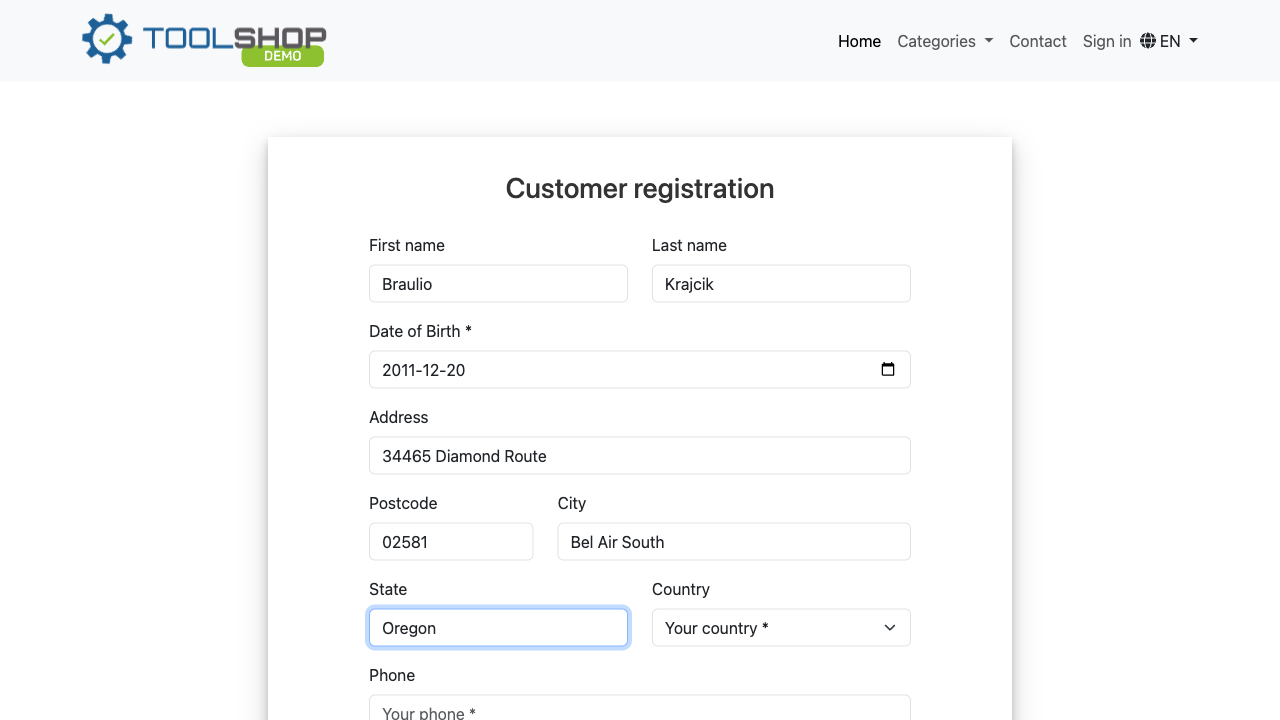 TOOLSHOP
DEMO
Home Categories Contact Sign in EN
Customer registration
First name Last name
Braulio Krajcik
Date of Birth *
2011-12-20
Address
34465 Diamond Route
Postcode City
02581 Bel Air South
State Country
Oregon Your country *
Phone
Your phone *